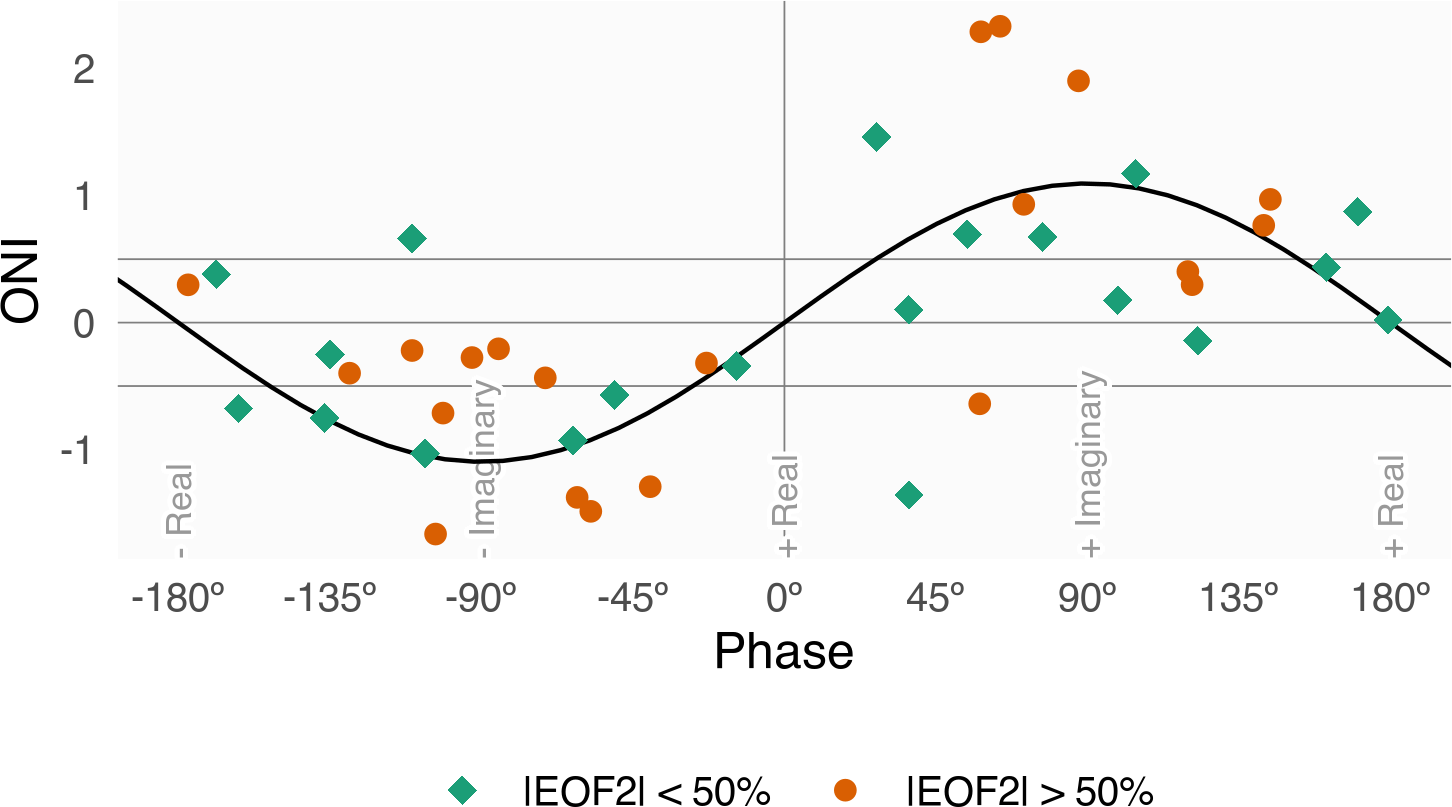 ONI
2
1
0
-1
- Real
- Imaginary
+ Real
+ Imaginary
+ Real
-180º
-135º
-90º
-45º
0º
45º
90º
135º
180º
Phase
|EOF2| < 50%
|EOF2| > 50%